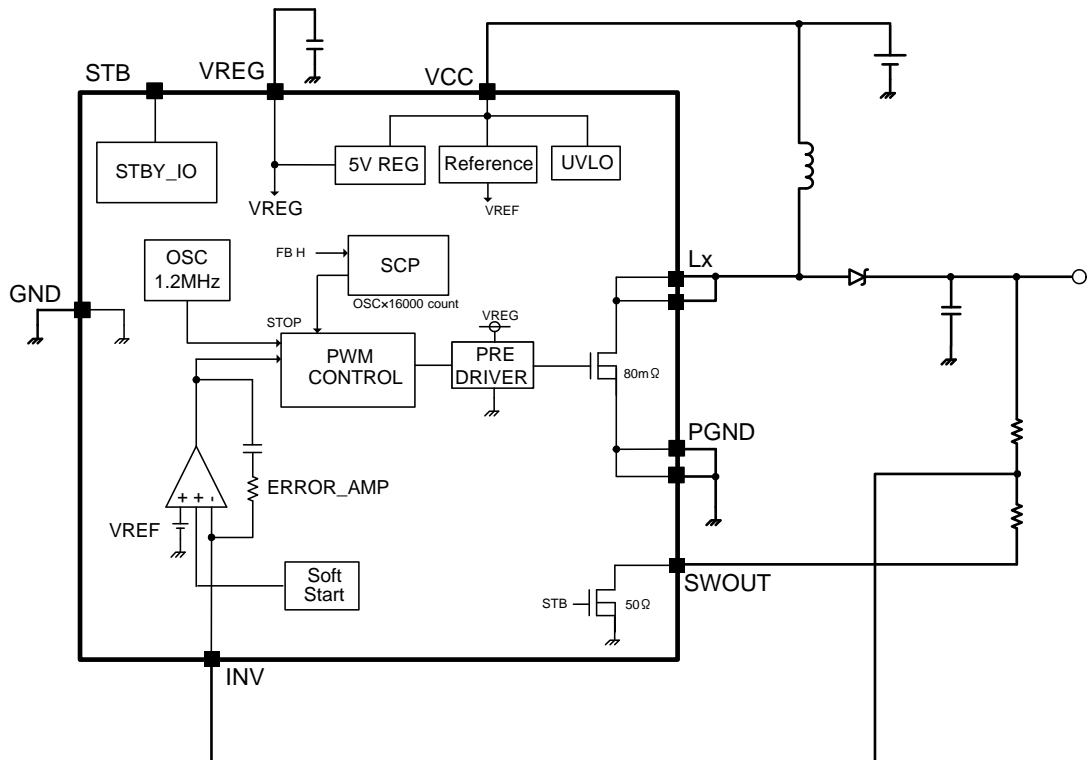 STB
VREG
VCC
STBY_IO
5V REG
Reference
UVLO
VREG
VREF
OSC
1.2MHz
FB H
SCP
OSC×16000 count
Lx
GND
STOP
PWM
CONTROL
VREG
PRE
DRIVER
80mΩ
PGND
+ + -
ERROR_AMP
VREF
Soft
Start
SWOUT
STB
50Ω
INV